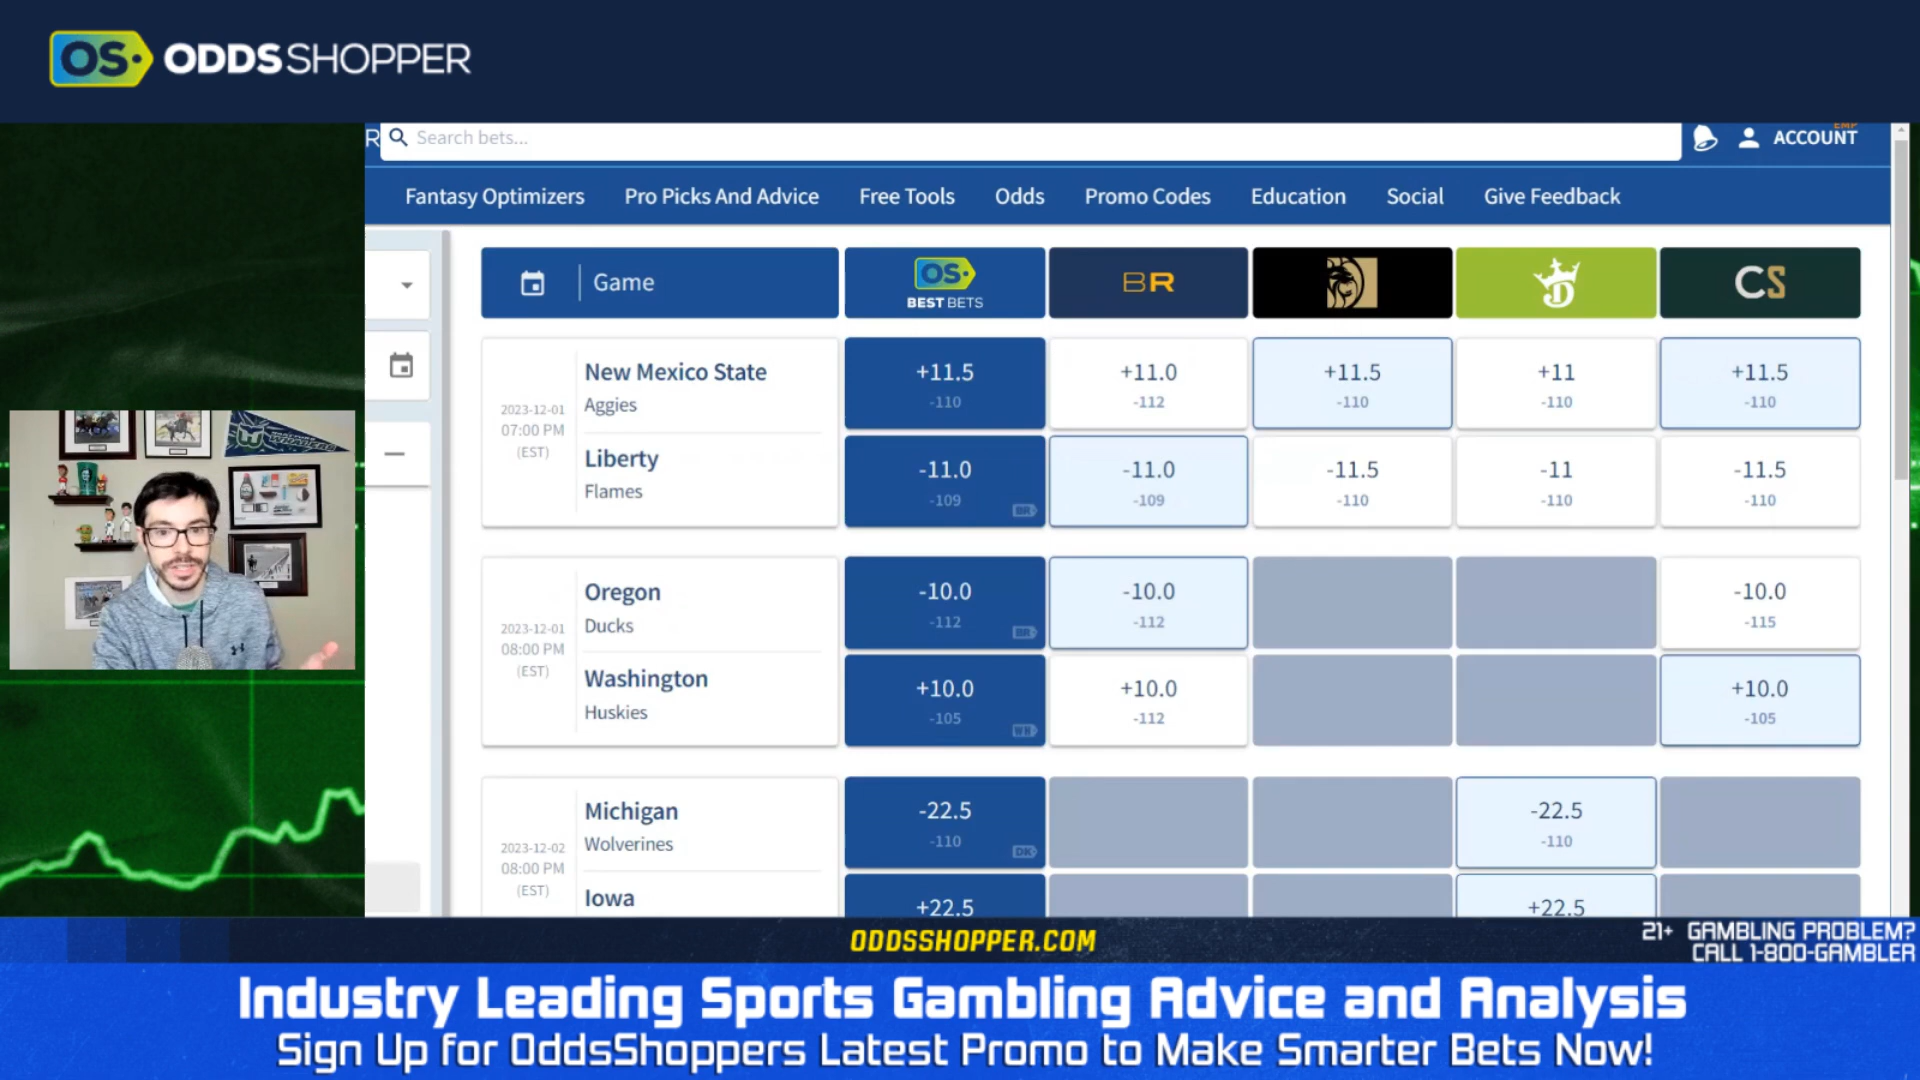 OS ODDSSHOPPER
R Search bets... ACCOUNT
Fantasy Optimizers Pro Picks And Advice Free Tools Odds Promo Codes Education Social Give Feedback
Game OS BEST BETS BR D CS
New Mexico State +11.5 +11.0 +11.5 +11 +11.5
Aggies -110 -112 -110 -110 -110
2023-12-01
07:00 PM
(EST)
Liberty -11.0 -11.0 -11.5 -11 -11.5
Flames -109 -109 -110 -110 -110
Oregon -10.0 -10.0 -10.0
Ducks -112 -112 -115
2023-12-01
08:00 PM
(EST)
Washington +10.0 +10.0 +10.0
Huskies -105 -112 -105
Michigan -22.5 -22.5
Wolverines -110 -110
2023-12-02
08:00 PM
(EST)
Iowa +22.5 +22.5
ODDSSHOPPER.COM
21+ GAMBLING PROBLEM?
CALL 1-800-GAMBLER
Industry Leading Sports Gambling Advice and Analysis
Sign Up for OddsShoppers Latest Promo to Make Smarter Bets Now!